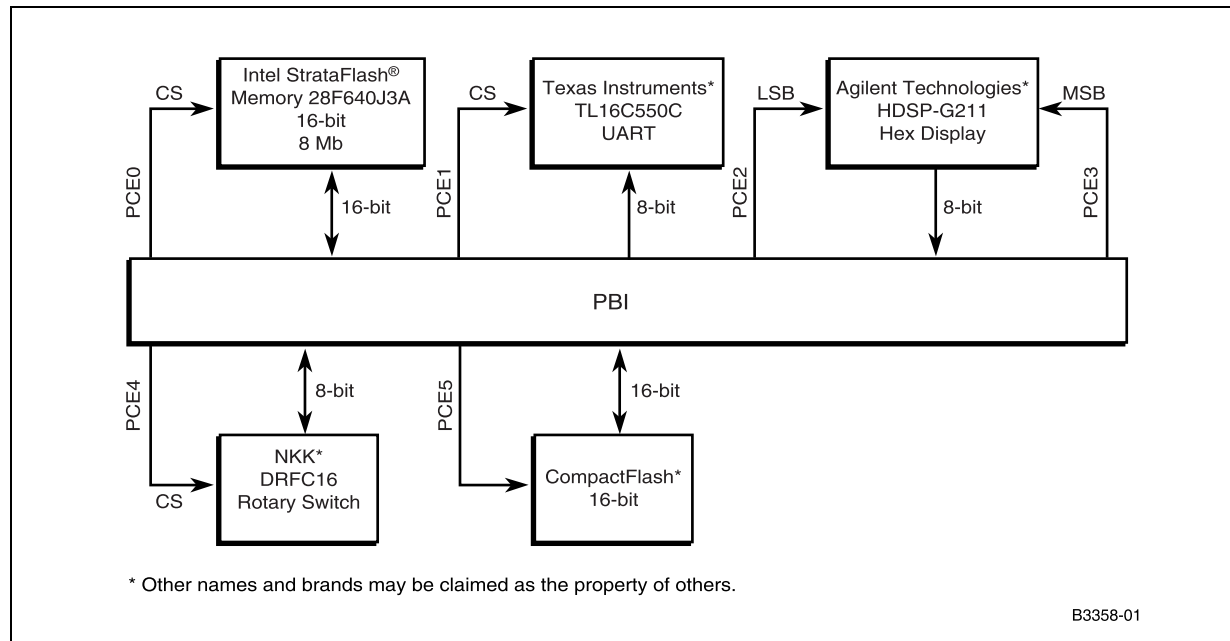 Intel StrataFlash®
Memory 28F640J3A
16-bit
8 Mb
CS
PCE0
16-bit
Texas Instruments*
TL16C550C
UART
CS
PCE1
8-bit
Agilent Technologies*
HDSP-G211
Hex Display
LSB
MSB
PCE2
8-bit
PCE3
PBI
PCE4
8-bit
NKK*
DRFC16
Rotary Switch
CS
PCE5
16-bit
CompactFlash*
16-bit
* Other names and brands may be claimed as the property of others.
B3358-01